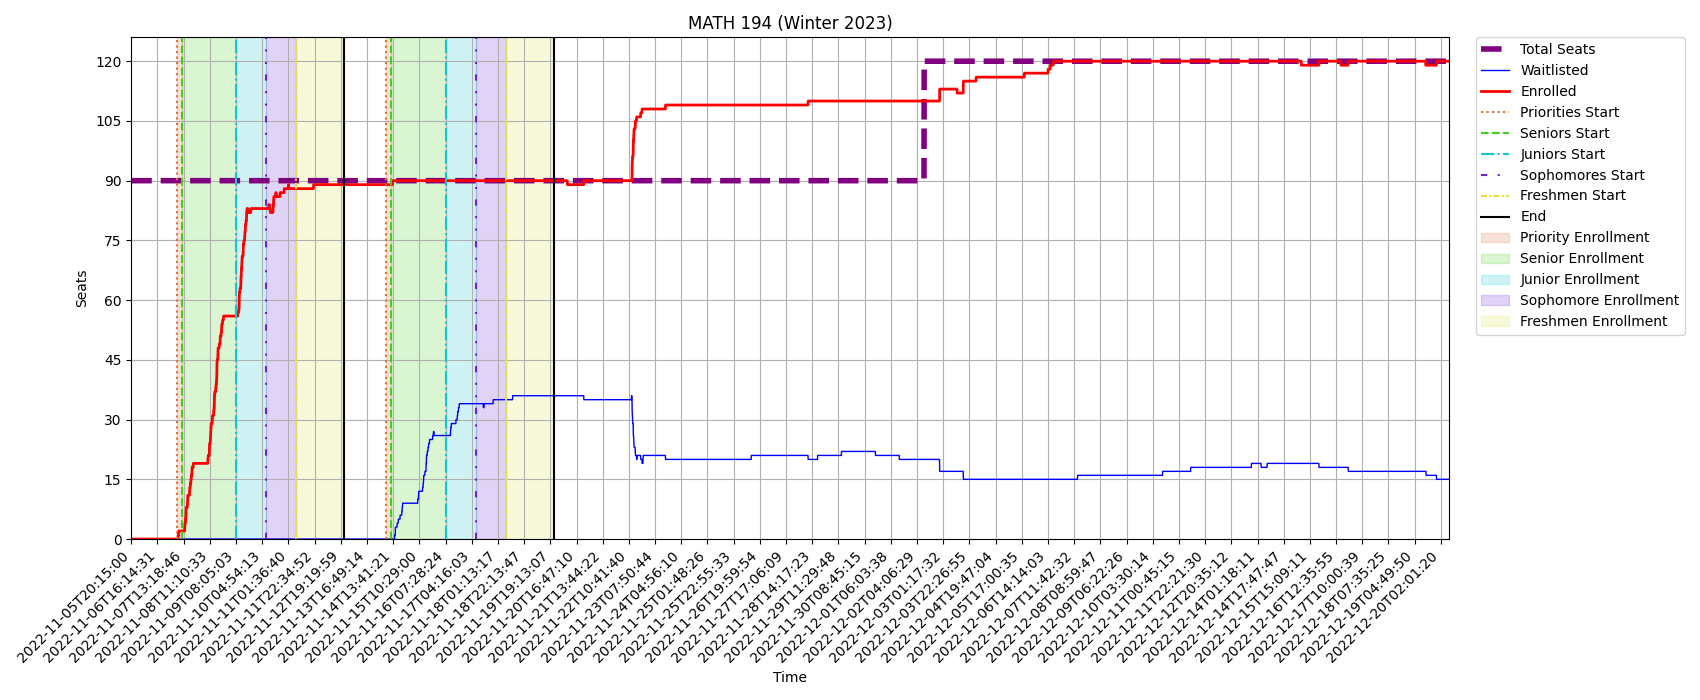 MATH 194 (Winter 2023)
Seats
120
105
90
75
60
45
30
15
0
2022-11-05T20:15:00
2022-11-06T16:14:31
2022-11-07T13:18:46
2022-11-08T11:10:33
2022-11-09T08:05:03
2022-11-10T04:54:13
2022-11-11T01:36:40
2022-11-11T22:34:52
2022-11-12T19:19:59
2022-11-13T16:49:14
2022-11-14T13:41:21
2022-11-15T10:29:00
2022-11-16T07:28:24
2022-11-17T04:16:03
2022-11-18T01:13:17
2022-11-18T22:13:47
2022-11-19T19:13:07
2022-11-20T16:47:10
2022-11-21T13:44:22
2022-11-22T10:41:40
2022-11-23T07:50:44
2022-11-24T04:56:10
2022-11-25T01:48:26
2022-11-25T22:55:33
2022-11-26T19:59:54
2022-11-27T17:06:09
2022-11-28T14:17:23
2022-11-29T11:29:48
2022-11-30T08:45:15
2022-12-01T06:03:38
2022-12-02T04:06:29
2022-12-03T01:17:32
2022-12-03T22:26:55
2022-12-04T19:47:04
2022-12-05T17:00:35
2022-12-06T14:14:03
2022-12-07T11:42:32
2022-12-08T08:59:47
2022-12-09T06:22:26
2022-12-10T03:30:14
2022-12-11T00:45:15
2022-12-11T22:21:30
2022-12-12T20:35:12
2022-12-14T01:18:11
2022-12-14T17:47:47
2022-12-15T15:09:11
2022-12-16T12:35:55
2022-12-17T10:00:39
2022-12-18T07:35:25
2022-12-19T04:49:50
2022-12-20T02:01:20
Time
Total Seats
Waitlisted
Enrolled
Priorities Start
Seniors Start
Juniors Start
Sophomores Start
Freshmen Start
End
Priority Enrollment
Senior Enrollment
Junior Enrollment
Sophomore Enrollment
Freshmen Enrollment